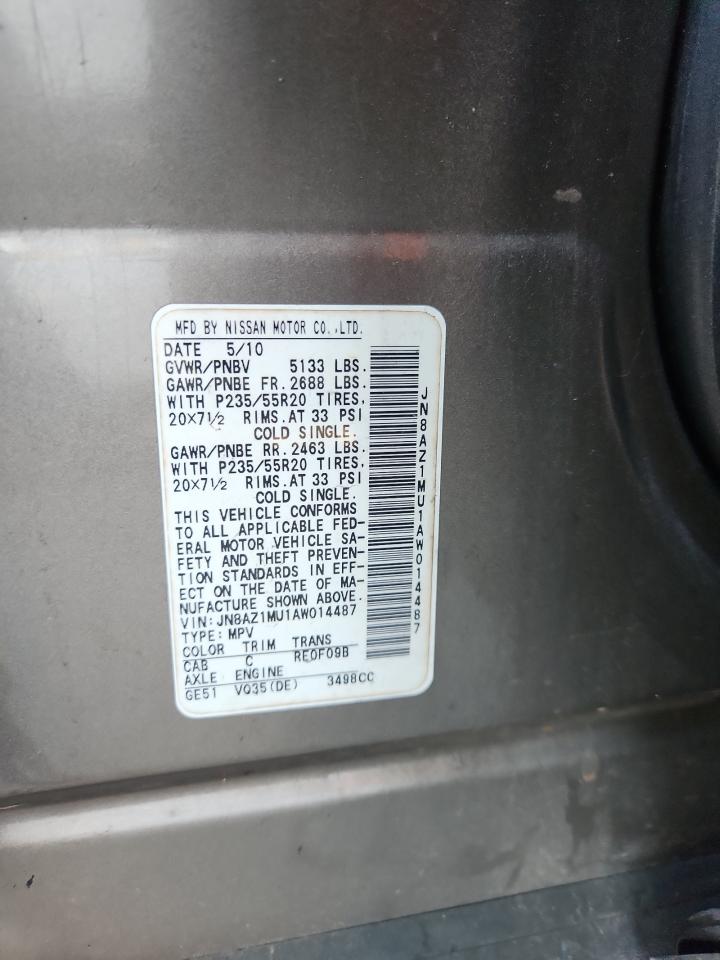 MFD BY NISSAN MOTOR CO.,LTD.
DATE 5/10
GVWR/PNBV 5133 LBS.
GAWR/PNBE FR. 2688 LBS.
WITH P235/55R20 TIRES,
20×7½ RIMS.AT 33 PSI
COLD SINGLE.
GAWR/PNBE RR. 2463 LBS.
WITH P235/55R20 TIRES,
20×7½ RIMS.AT 33 PSI
COLD SINGLE.
THIS VEHICLE CONFORMS
TO ALL APPLICABLE FED-
ERAL MOTOR VEHICLE SA-
FETY AND THEFT PREVEN-
TION STANDARDS IN EFF-
ECT ON THE DATE OF MA-
NUFACTURE SHOWN ABOVE.
VIN:JN8AZ1MU1AW014487
TYPE:MPV
COLOR TRIM TRANS
CAB C RE0F09B
AXLE ENGINE
GE51 VQ35(DE) 3498CC
JN8AZ1MU1AW014487